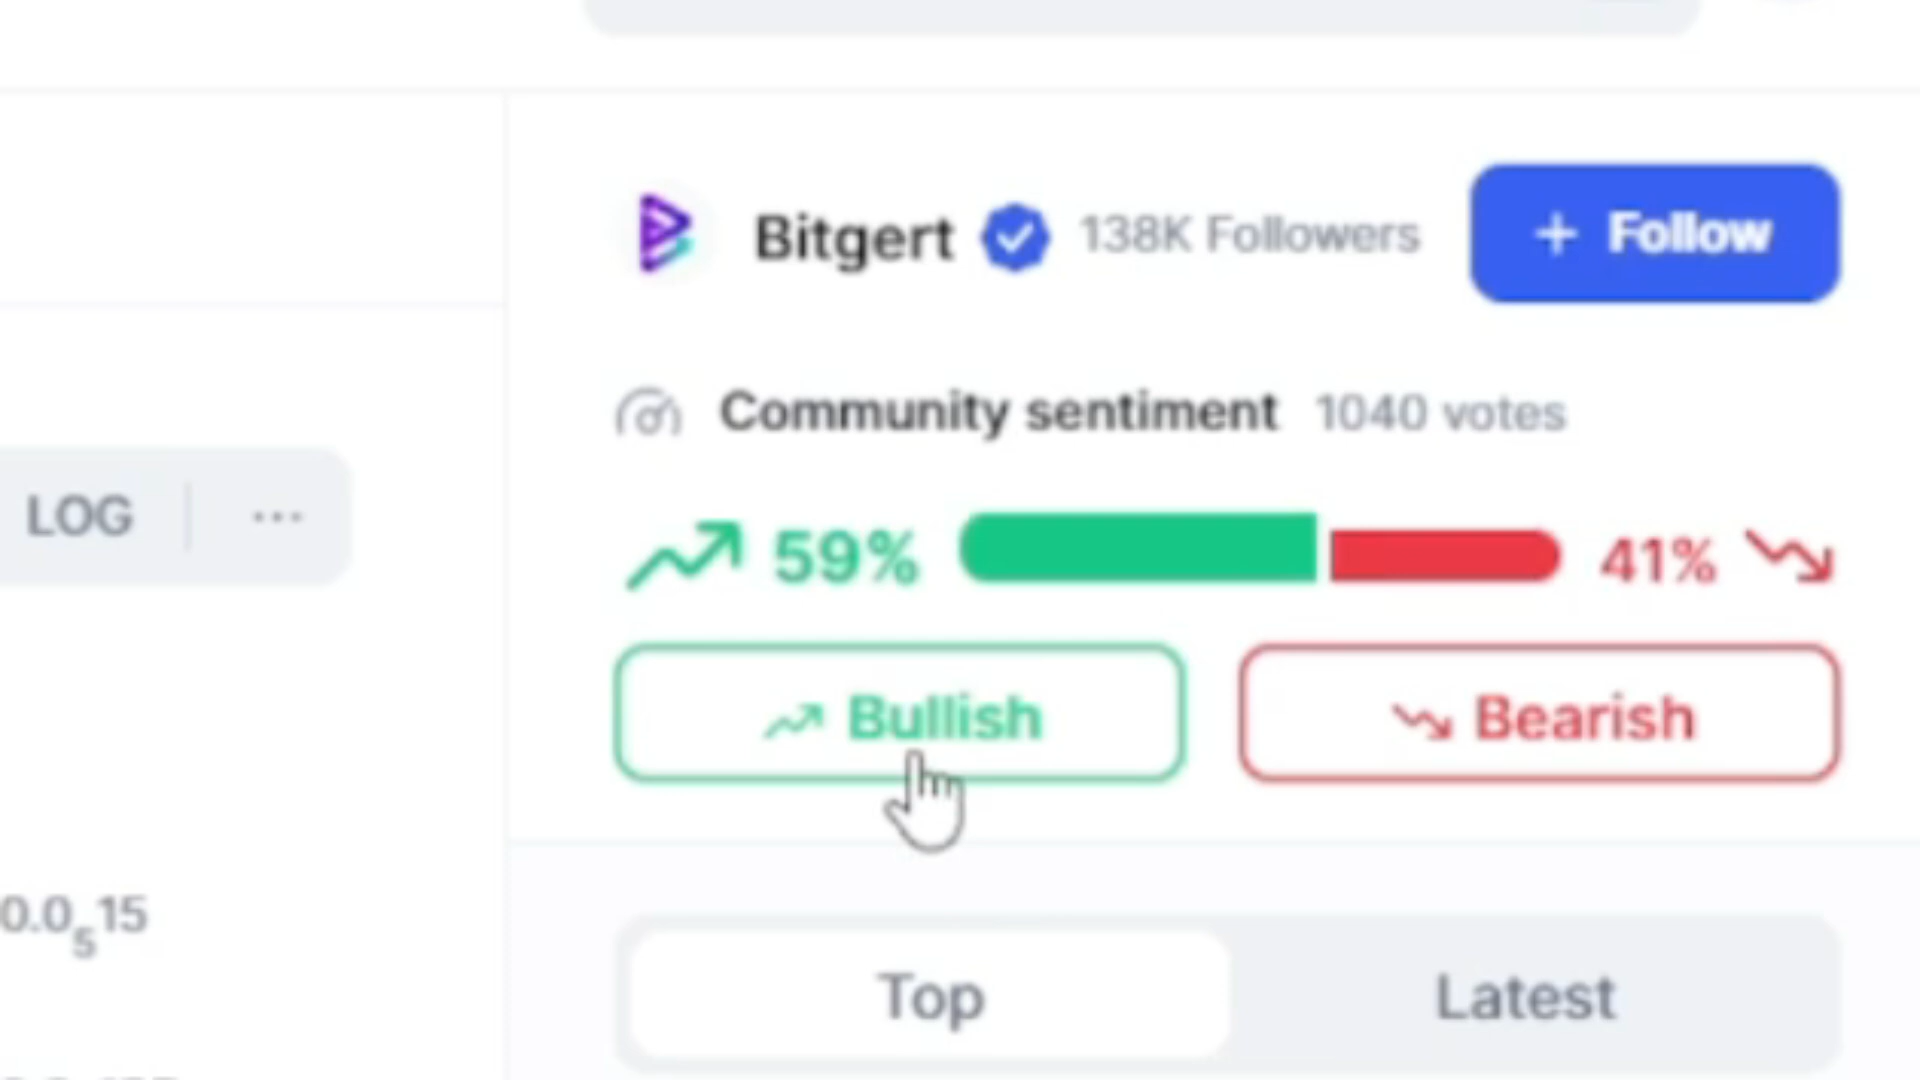 Bitgert 138K Followers + Follow
Community sentiment 1040 votes
LOG ...
59% 41%
Bullish Bearish
0.0₅15
Top Latest